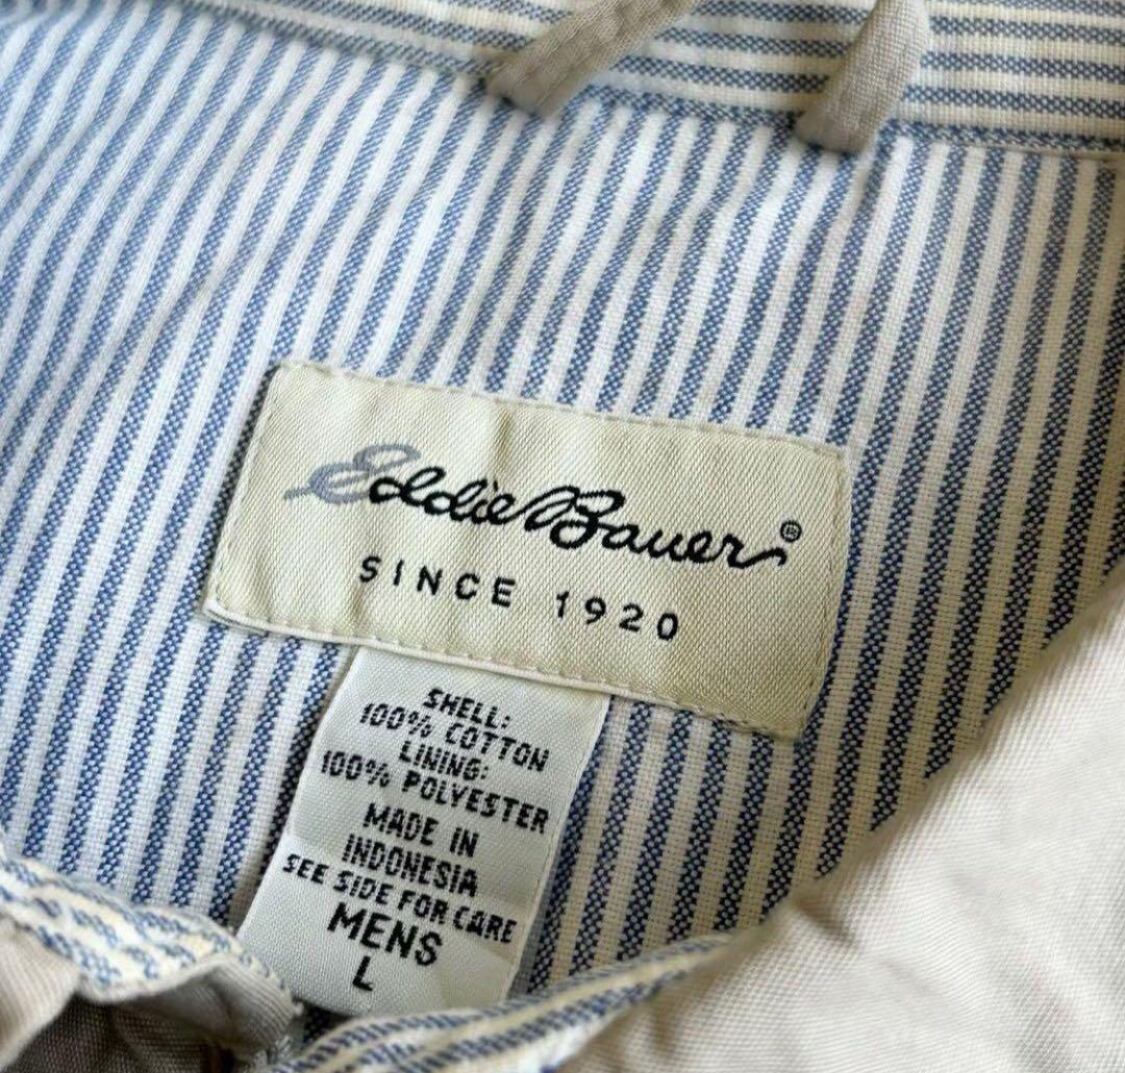 Eddie Bauer®
SINCE 1920
SHELL:
100% COTTON
LINING:
100% POLYESTER
MADE IN
INDONESIA
SEE SIDE FOR CARE
MENS
L